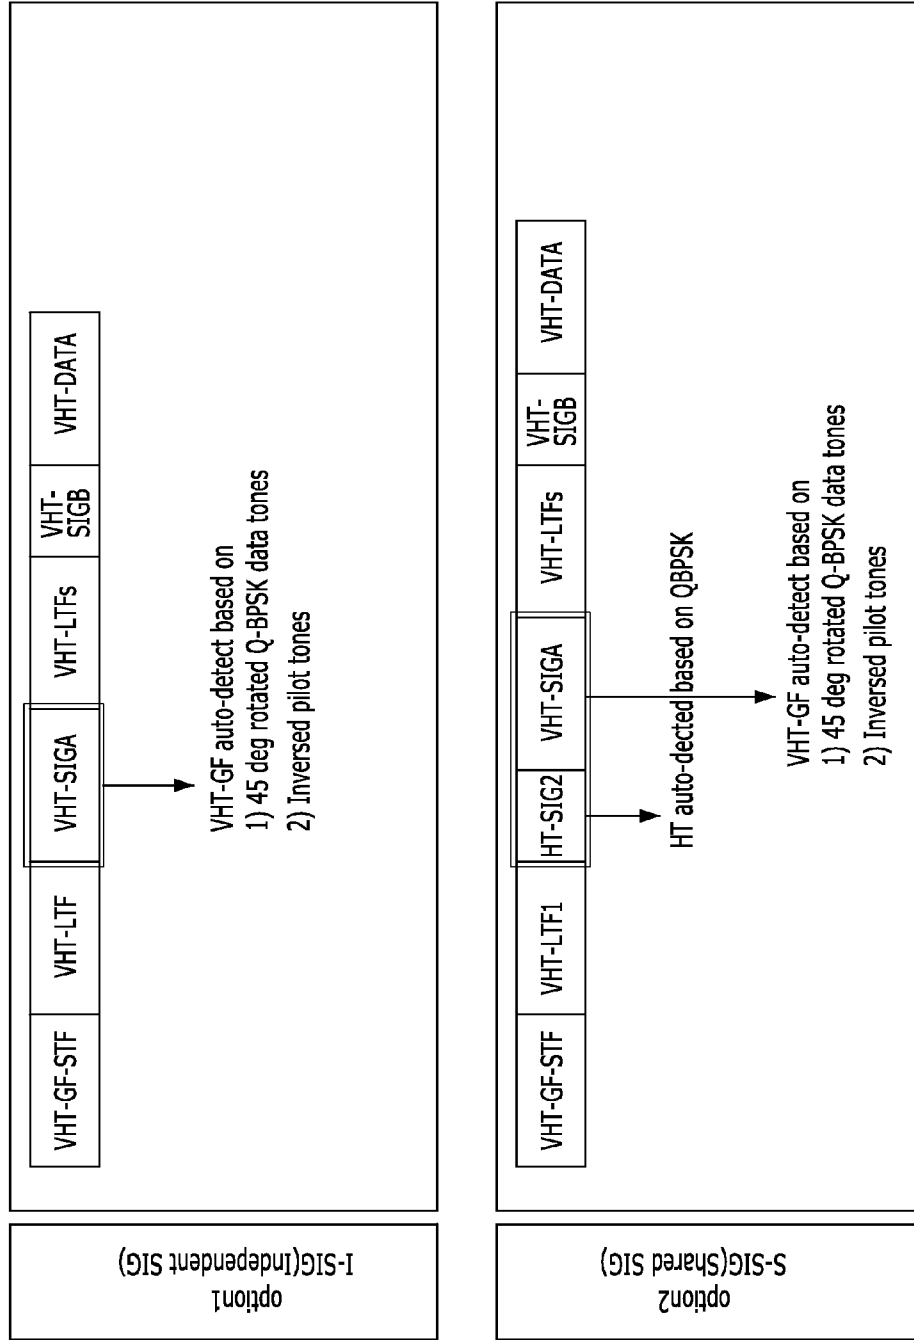 option1
I-SIG(Independent SIG)
VHT-GF-STF
VHT-LTF
VHT-SIGA
VHT-LTFs
VHT-
SIGB
VHT-DATA
VHT-GF auto-detect based on
1) 45 deg rotated Q-BPSK data tones
2) Inversed pilot tones
option2
S-SIG(Shared SIG)
VHT-GF-STF
VHT-LTF1
HT-SIG2
VHT-SIGA
VHT-LTFs
VHT-
SIGB
VHT-DATA
HT auto-dected based on QBPSK
VHT-GF auto-detect based on
1) 45 deg rotated Q-BPSK data tones
2) Inversed pilot tones